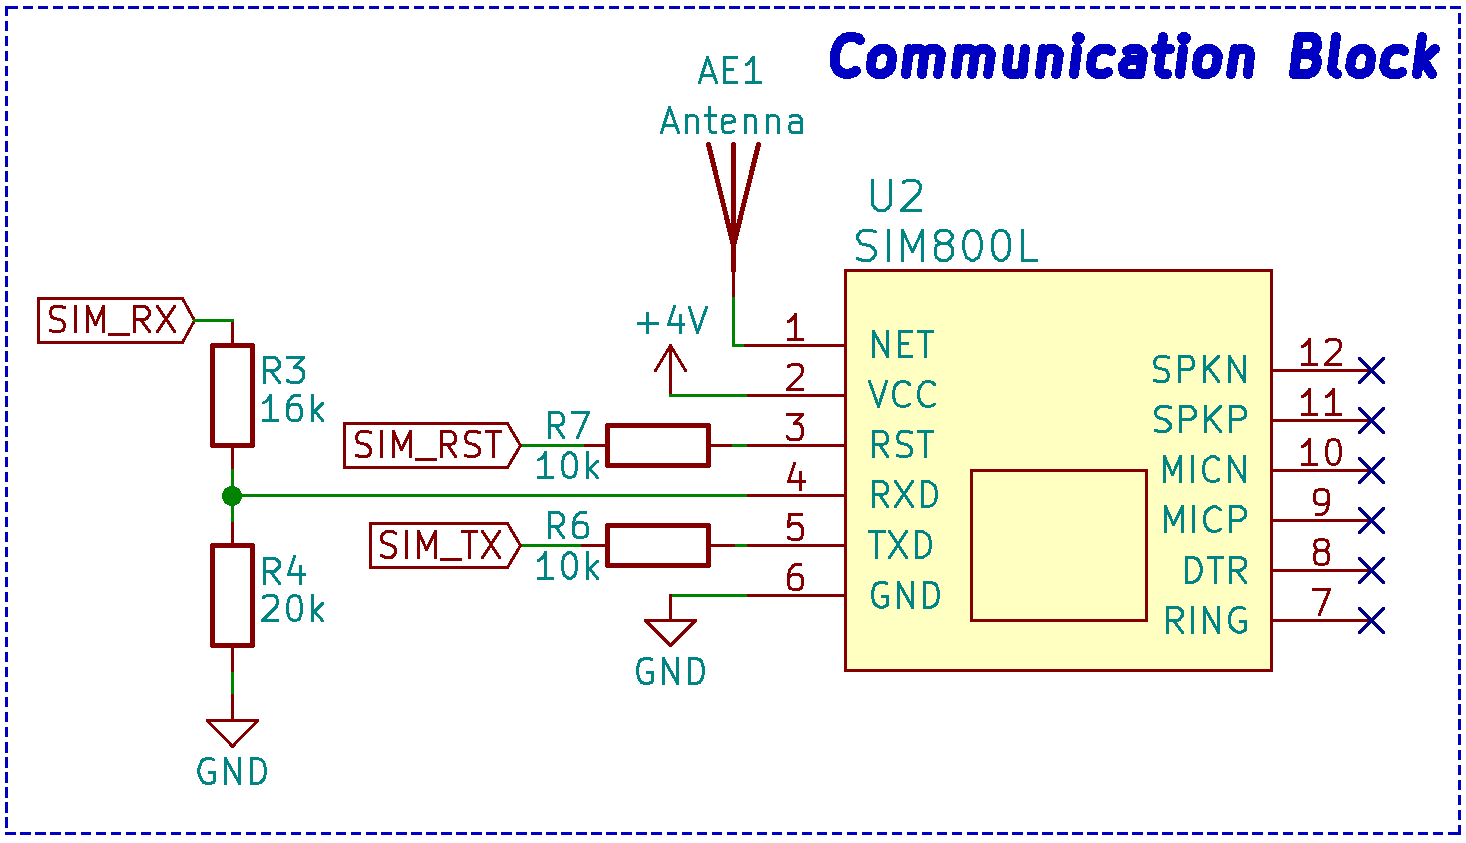 Communication Block
AE1
Antenna
U2
SIM800L
SIM_RX
R3
16k
+4V
1
NET
2
VCC
SIM_RST
R7
10k
3
RST
4
RXD
SIM_TX
R6
10k
5
TXD
6
GND
GND
R4
20k
GND
SPKN
12
SPKP
11
MICN
10
MICP
9
DTR
8
RING
7